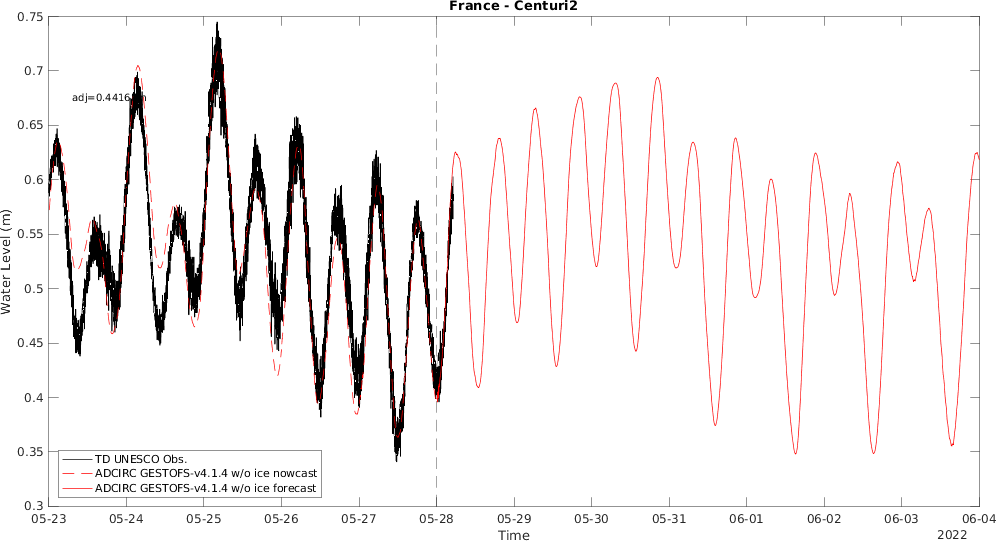 France - Centuri2
0.75
0.7
0.65
0.6
0.55
0.5
0.45
0.4
0.35
0.3
Water Level (m)
adj=0.4416
TD UNESCO Obs.
ADCIRC GESTOFS-v4.1.4 w/o ice nowcast
ADCIRC GESTOFS-v4.1.4 w/o ice forecast
05-23 05-24 05-25 05-26 05-27 05-28 05-29 05-30 05-31 06-01 06-02 06-03 06-04
Time
2022